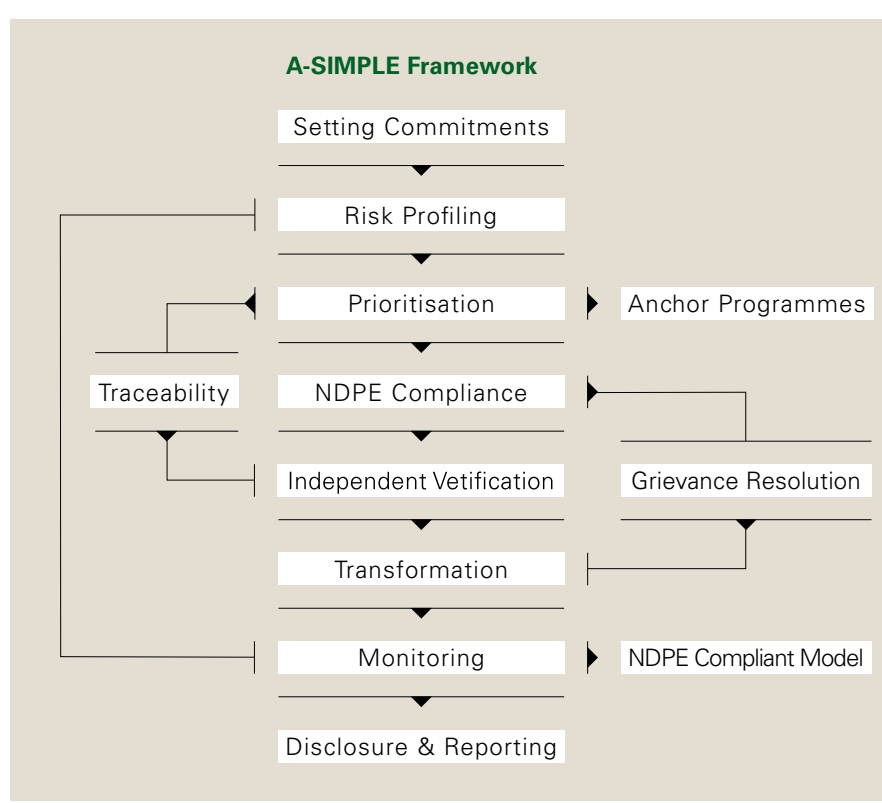 A-SIMPLE Framework
Setting Commitments
Risk Profiling
Prioritisation
Anchor Programmes
Traceability
NDPE Compliance
Independent Vetification
Grievance Resolution
Transformation
Monitoring
NDPE Compliant Model
Disclosure & Reporting